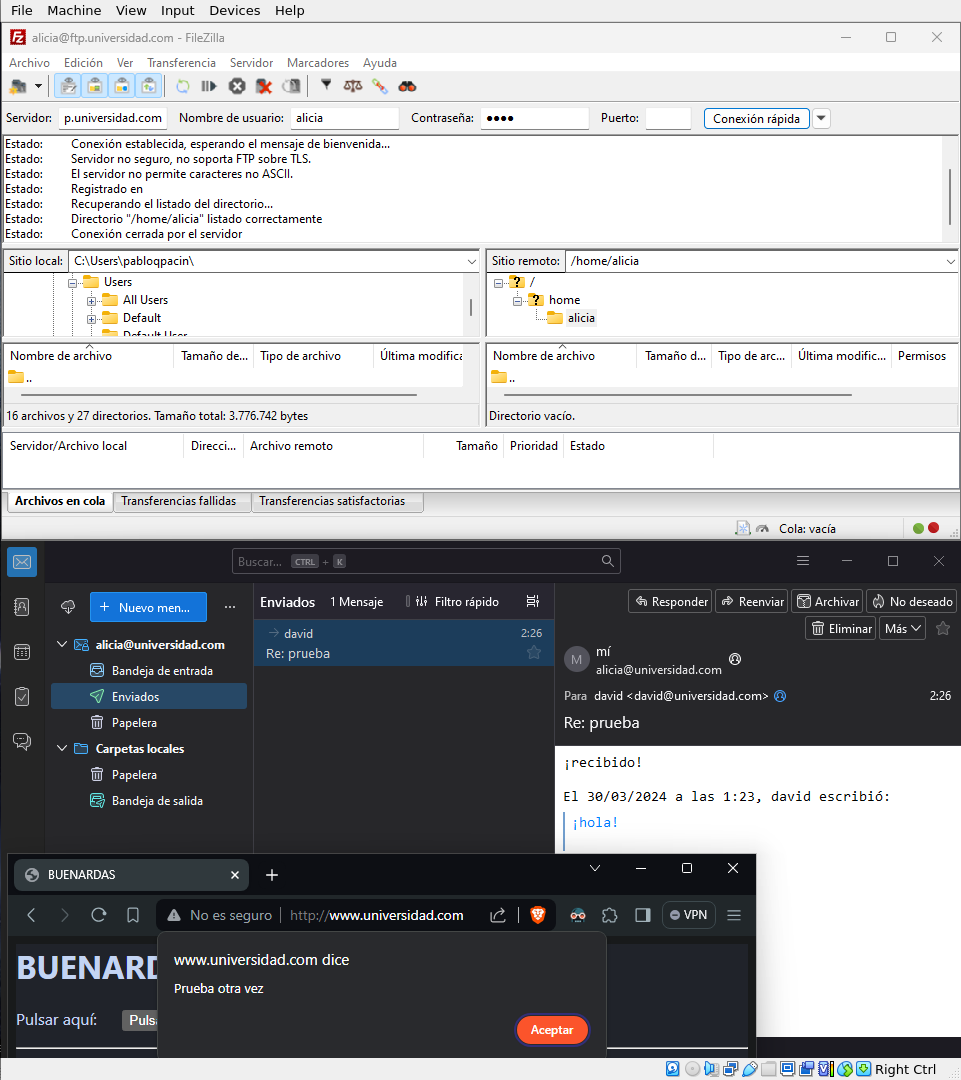 File Machine View Input Devices Help
alicia@ftp.universidad.com - FileZilla
Archivo Edición Ver Transferencia Servidor Marcadores Ayuda
Servidor: p.universidad.com Nombre de usuario: alicia Contraseña: ●●●● Puerto: Conexión rápida
Estado: Conexión establecida, esperando el mensaje de bienvenida...
Estado: Servidor no seguro, no soporta FTP sobre TLS.
Estado: El servidor no permite caracteres no ASCII.
Estado: Registrado en
Estado: Recuperando el listado del directorio...
Estado: Directorio "/home/alicia" listado correctamente
Estado: Conexión cerrada por el servidor
Sitio local: C:\Users\pabloqpacin\
Users
All Users
Default
Default User
Sitio remoto: /home/alicia
/
home
alicia
Nombre de archivo Tamaño de... Tipo de archivo Última modifica
..
16 archivos y 27 directorios. Tamaño total: 3.776.742 bytes
Nombre de archivo Tamaño d... Tipo de arc... Última modific... Permisos
..
Directorio vacío.
Servidor/Archivo local Direcci... Archivo remoto Tamaño Prioridad Estado
Archivos en cola Transferencias fallidas Transferencias satisfactorias
Cola: vacía
Buscar... CTRL + K
+ Nuevo men... ...
alicia@universidad.com
Bandeja de entrada
Enviados
Papelera
Carpetas locales
Papelera
Bandeja de salida
Enviados 1 Mensaje Filtro rápido
david 2:26
Re: prueba
Responder Reenviar Archivar No deseado
Eliminar Más
M mí
alicia@universidad.com
Para david <david@universidad.com> 2:26
Re: prueba
¡recibido!
El 30/03/2024 a las 1:23, david escribió:
¡hola!
BUENARDAS
No es seguro http://www.universidad.com VPN
BUENARD
Pulsar aquí: Puls
www.universidad.com dice
Prueba otra vez
Aceptar
Right Ctrl